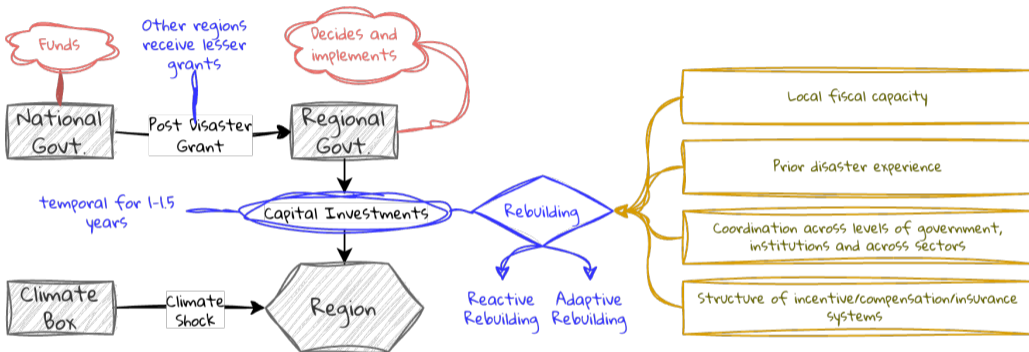 Funds
Other regions
receive lesser
grants
Decides and
implements
National
Govt.
Post Disaster
Grant
Regional
Govt.
temporal for 1-1.5
years
Capital Investments
Rebuilding
Reactive
Rebuilding
Adaptive
Rebuilding
Climate
Box
Climate
Shock
Region
Local fiscal capacity
Prior disaster experience
Coordination across levels of government,
institutions and across sectors
Structure of incentive/compensation/insurance
systems